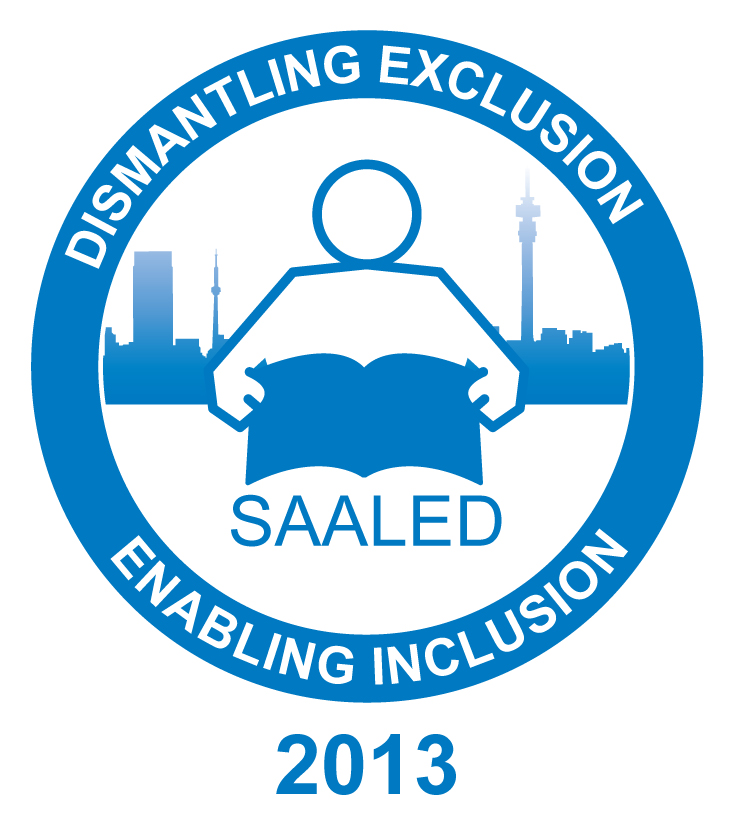 DISMANTLING EXCLUSION
SAALED
ENABLING INCLUSION
2013